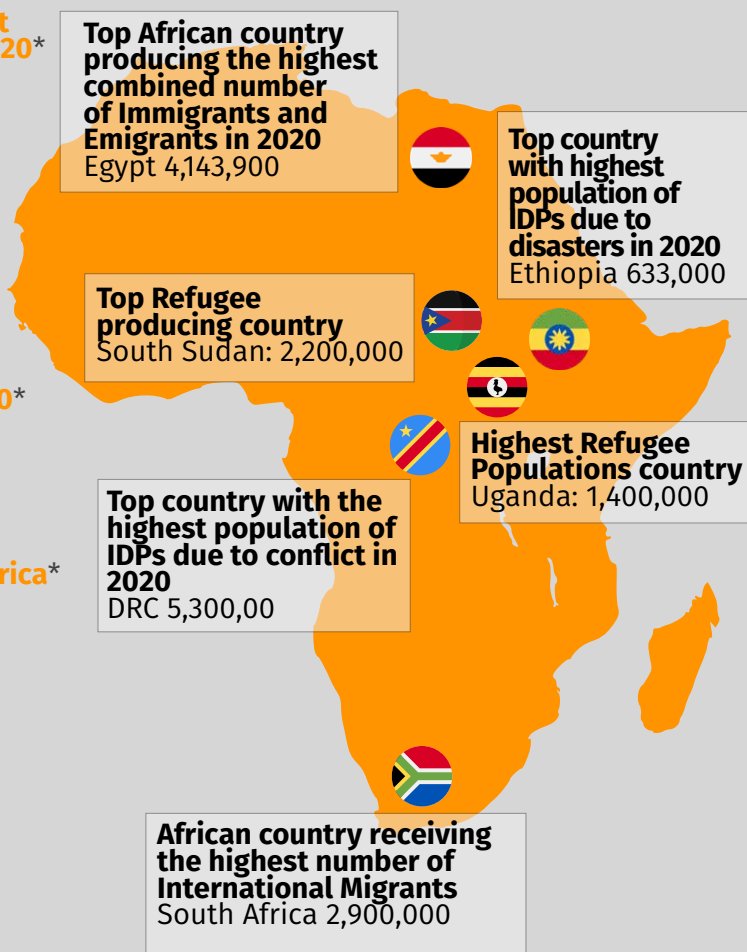 t
20*
Top African country
producing the highest
combined number
of Immigrants and
Emigrants in 2020
Egypt 4,143,900
Top country
with highest
population of
IDPs due to
disasters in 2020
Ethiopia 633,000
Top Refugee
producing country
South Sudan: 2,200,000
0*
Highest Refugee
Populations country
Uganda: 1,400,000
Top country with the
highest population of
IDPs due to conflict in
2020
DRC 5,300,00
rica*
African country receiving
the highest number of
International Migrants
South Africa 2,900,000